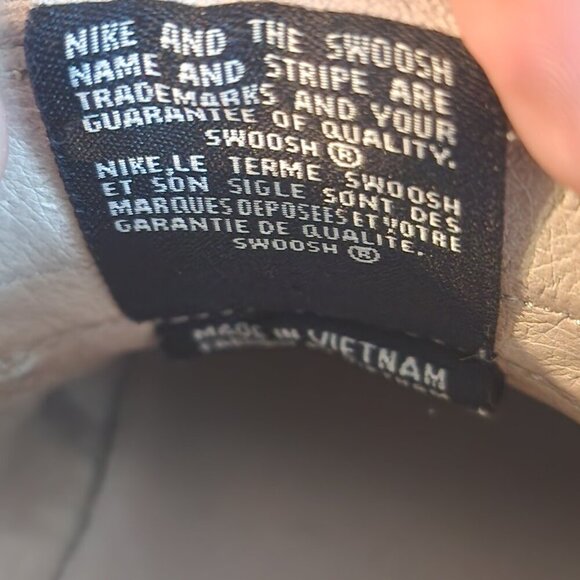 NIKE AND THE SWOOSH
NAME AND STRIPE ARE
TRADEMARKS AND YOUR
GUARANTEE OF QUALITY.
SWOOSH ®
NIKE, LE TERME SWOOSH
ET SON SIGLE SONT DES
MARQUES DEPOSEES ET VOTRE
GARANTIE DE QUALITE.
SWOOSH ®
MADE IN VIETNAM